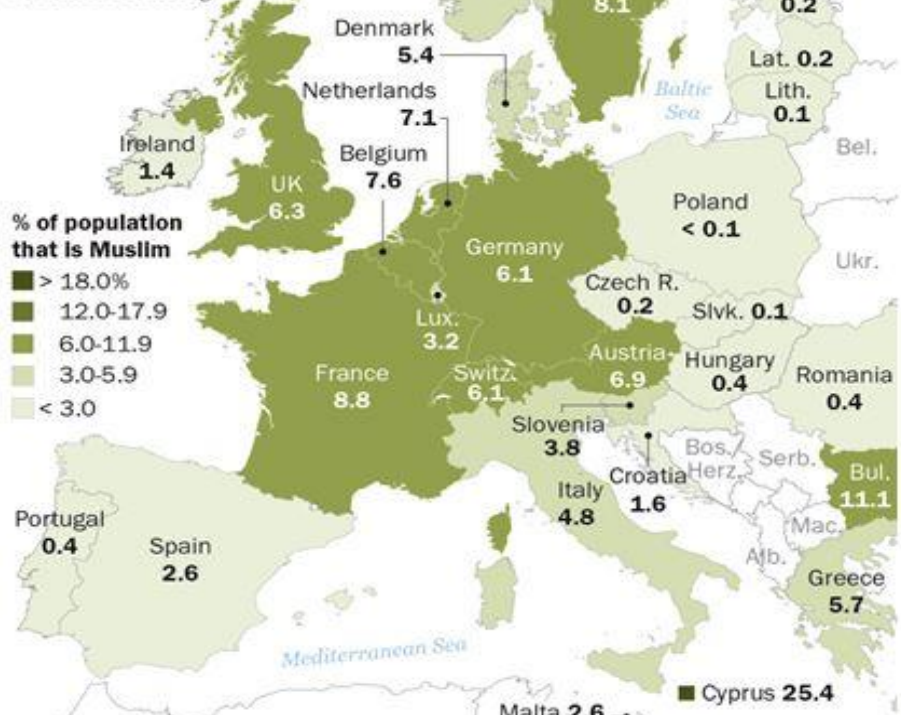 8.1
0.2
Denmark
5.4
Lat. 0.2
Netherlands
7.1
Baltic
Sea
Lith.
0.1
Ireland
1.4
Belgium
7.6
Bel.
UK
6.3
Poland
< 0.1
% of population
that is Muslim
> 18.0%
12.0-17.9
6.0-11.9
3.0-5.9
< 3.0
Germany
6.1
Ukr.
Czech R.
0.2
Slvk. 0.1
Lux.
3.2
Austria
6.9
Hungary
0.4
Romania
0.4
France
8.8
Switz.
6.1
Slovenia
3.8
Bos./
Herz.
Serb.
Croatia
1.6
Bul.
11.1
Italy
4.8
Portugal
0.4
Spain
2.6
Mac.
Alb.
Greece
5.7
Mediterranean Sea
Cyprus 25.4
Malta 2.6